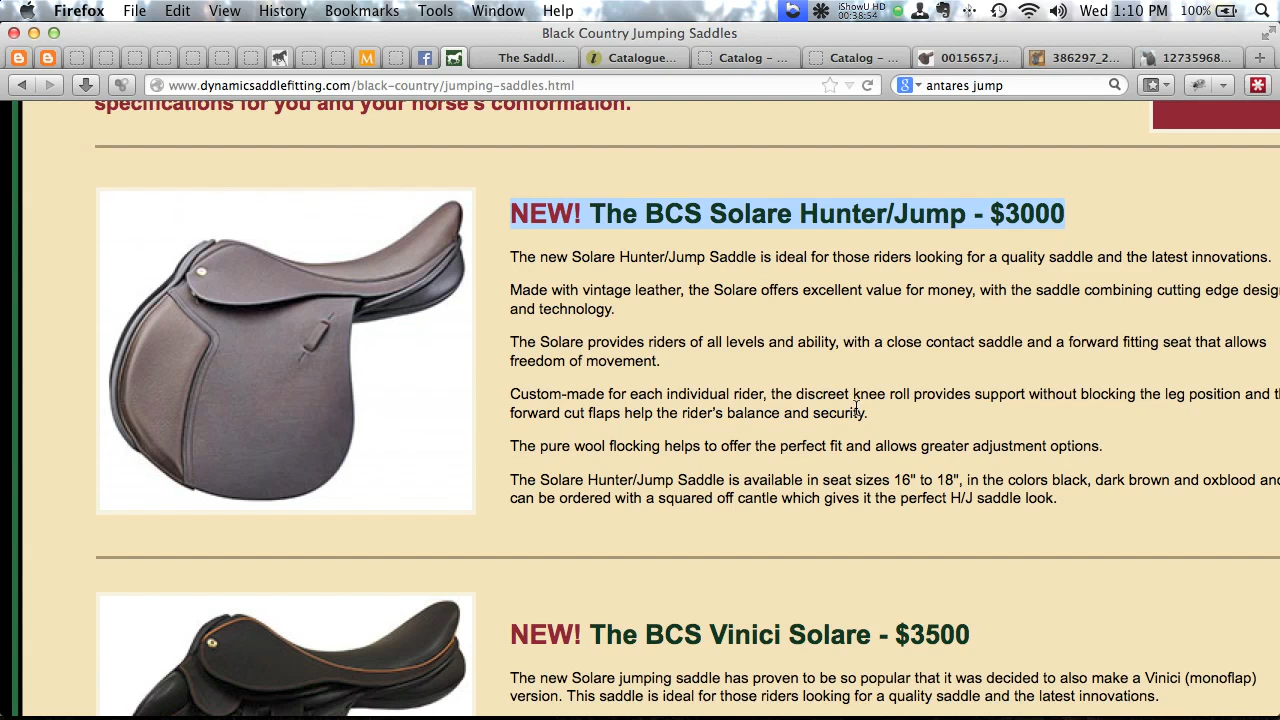 Firefox File Edit View History Bookmarks Tools Window Help iShowU HD 00:38:54 Wed 1:10 PM 100%
Black Country Jumping Saddles
The Saddl... Catalogue... Catalog – ... Catalog – ... 0015657.j... 386297_2... 12735968...
www.dynamicsaddlefitting.com/black-country/jumping-saddles.html antares jump
specifications for you and your horse's conformation.
NEW! The BCS Solare Hunter/Jump - $3000
The new Solare Hunter/Jump Saddle is ideal for those riders looking for a quality saddle and the latest innovations.
Made with vintage leather, the Solare offers excellent value for money, with the saddle combining cutting edge desig
and technology.
The Solare provides riders of all levels and ability, with a close contact saddle and a forward fitting seat that allows
freedom of movement.
Custom-made for each individual rider, the discreet knee roll provides support without blocking the leg position and t
forward cut flaps help the rider's balance and security.
The pure wool flocking helps to offer the perfect fit and allows greater adjustment options.
The Solare Hunter/Jump Saddle is available in seat sizes 16" to 18", in the colors black, dark brown and oxblood and
can be ordered with a squared off cantle which gives it the perfect H/J saddle look.
NEW! The BCS Vinici Solare - $3500
The new Solare jumping saddle has proven to be so popular that it was decided to also make a Vinici (monoflap)
version. This saddle is ideal for those riders looking for a quality saddle and the latest innovations.